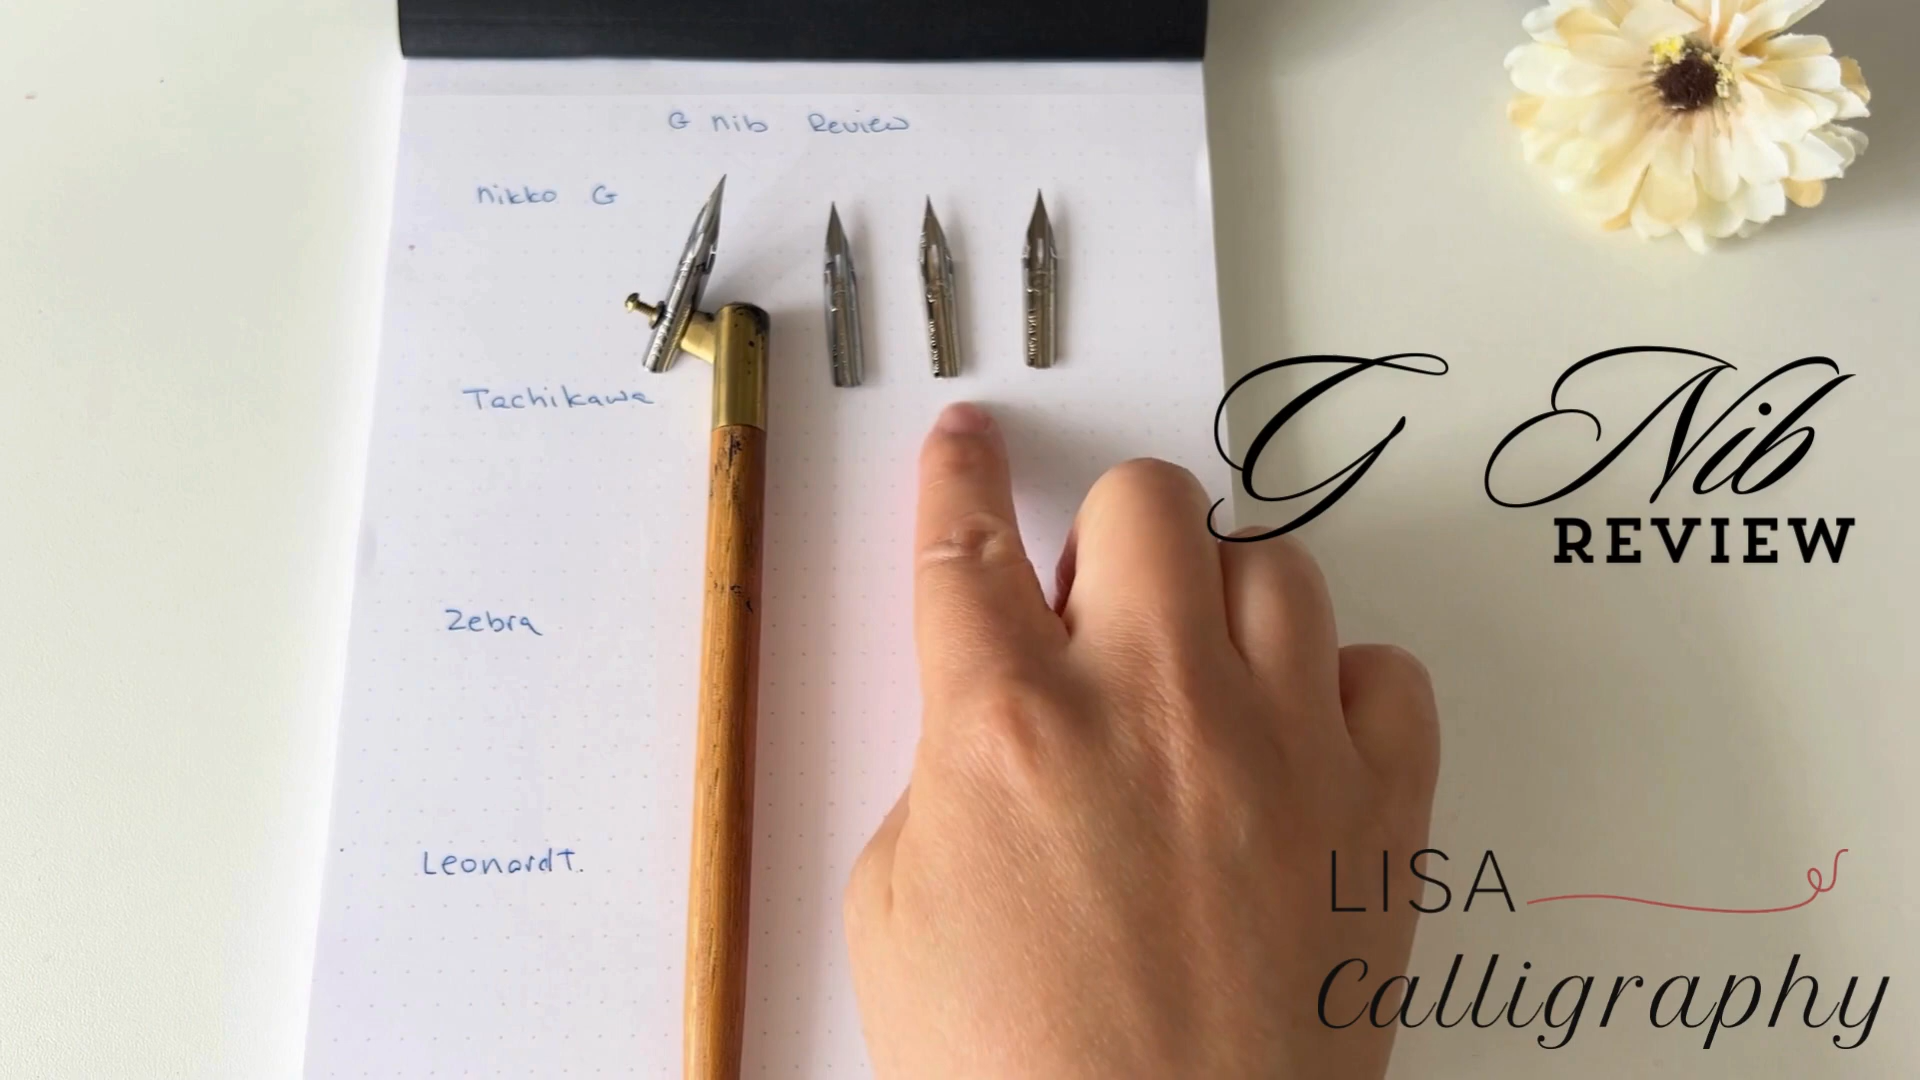 G nib Review
nikko G
Tachikawa
Zebra
Leonardt.
G Nib
REVIEW
LISA
Calligraphy